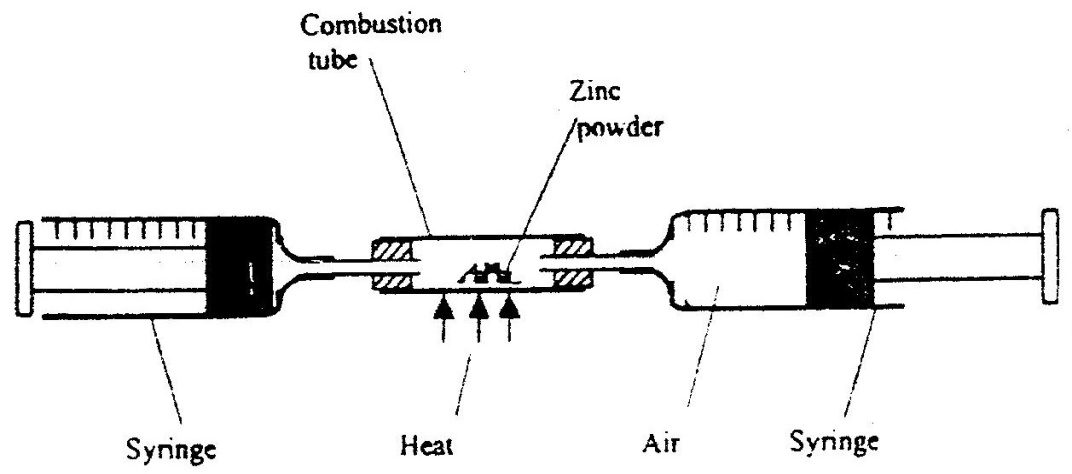 Combustion
tube
Zinc
powder
Syringe
Heat
Air
Syringe